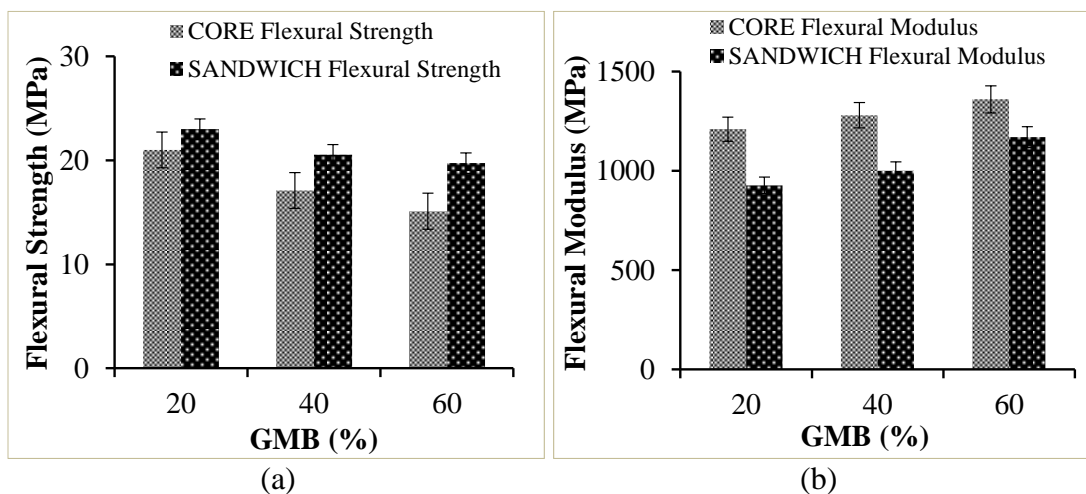 CORE Flexural Strength
SANDWICH Flexural Strength
Flexural Strength (MPa)
30
20
10
0
20 40 60
GMB (%)
(a)
CORE Flexural Modulus
SANDWICH Flexural Modulus
Flexural Modulus (MPa)
1500
1000
500
0
20 40 60
GMB (%)
(b)